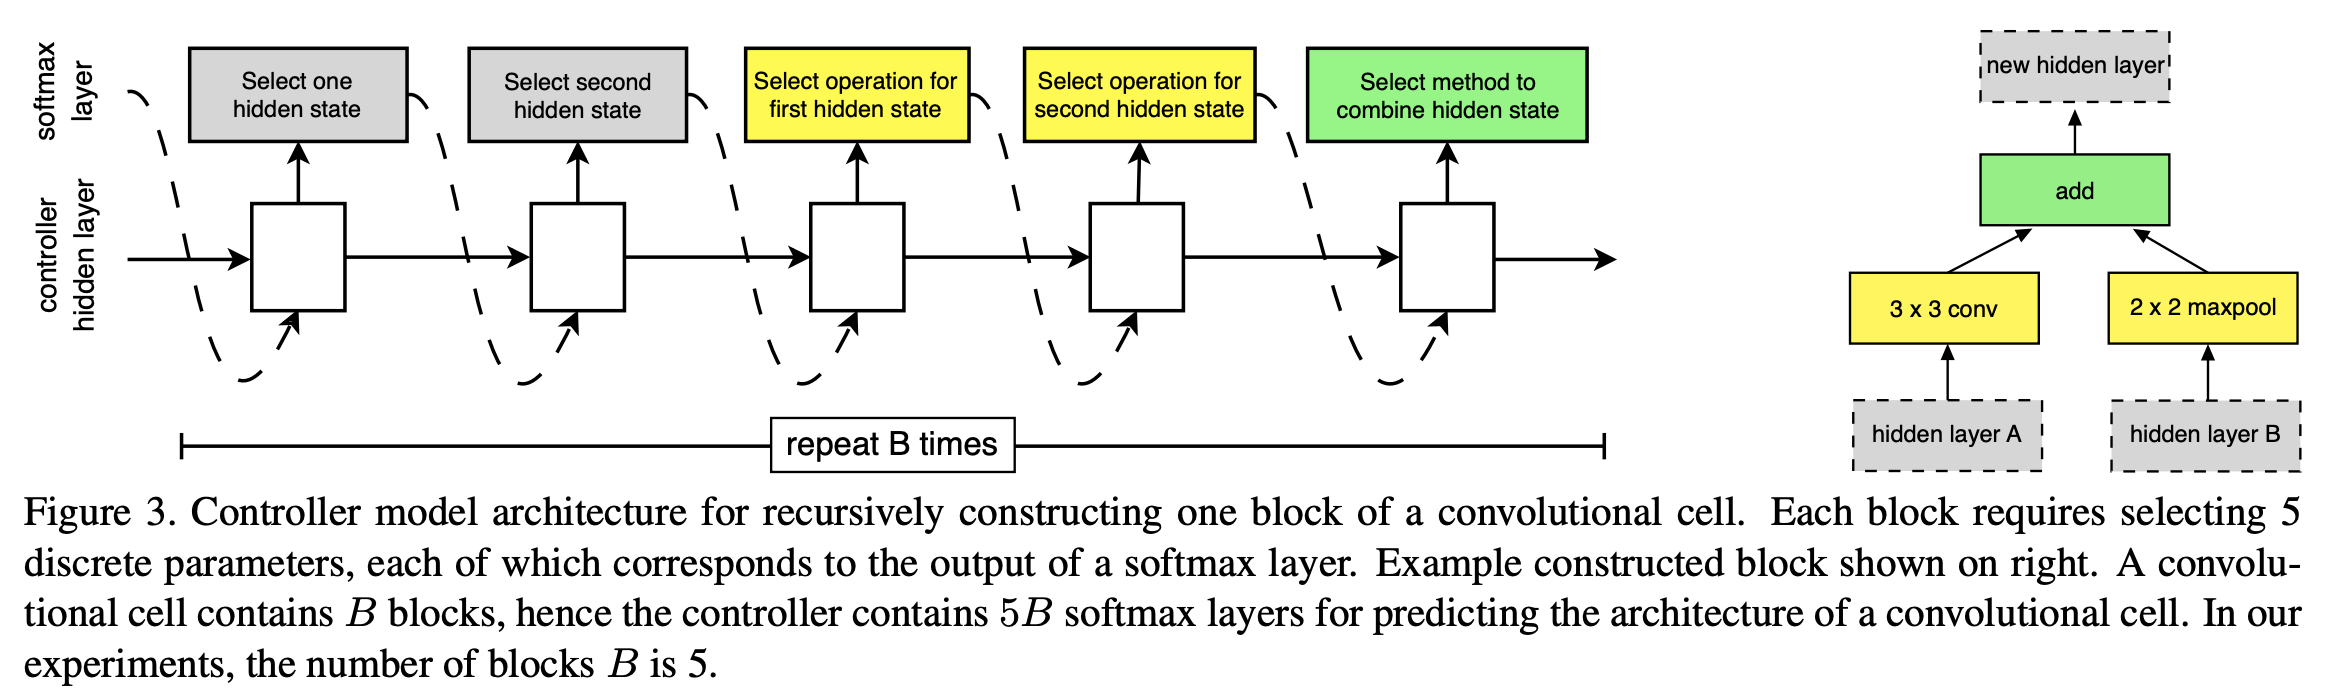 softmax
layer
Select one
hidden state
Select second
hidden state
Select operation for
first hidden state
Select operation for
second hidden state
Select method to
combine hidden state
controller
hidden layer
repeat B times
new hidden layer
add
3 x 3 conv
2 x 2 maxpool
hidden layer A
hidden layer B
Figure 3. Controller model architecture for recursively constructing one block of a convolutional cell. Each block requires selecting 5
discrete parameters, each of which corresponds to the output of a softmax layer. Example constructed block shown on right. A convolu-
tional cell contains B blocks, hence the controller contains 5B softmax layers for predicting the architecture of a convolutional cell. In our
experiments, the number of blocks B is 5.